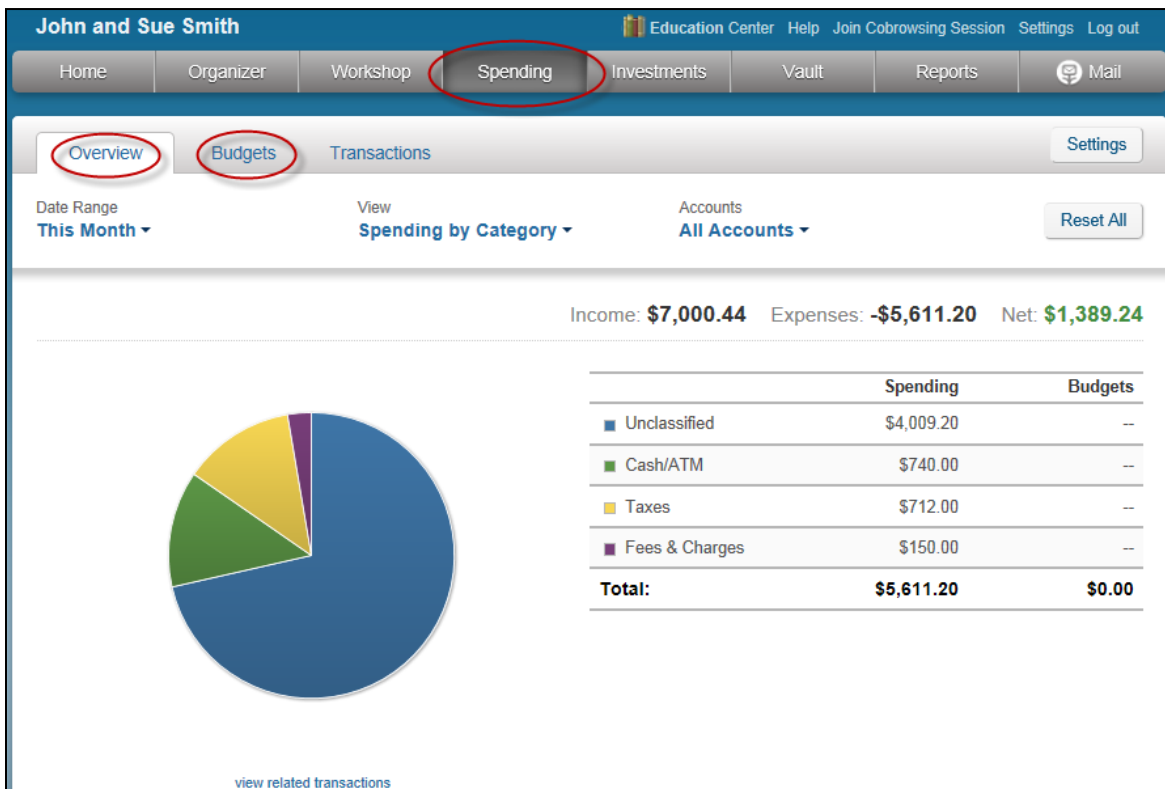 John and Sue Smith
Education Center Help Join Cobrowsing Session Settings Log out
Home Organizer Workshop Spending Investments Vault Reports Mail
Overview Budgets Transactions Settings
Date Range View Accounts
This Month Spending by Category All Accounts Reset All
Income: $7,000.44 Expenses: -$5,611.20 Net: $1,389.24
Spending Budgets
Unclassified $4,009.20 --
Cash/ATM $740.00 --
Taxes $712.00 --
Fees & Charges $150.00 --
Total: $5,611.20 $0.00
view related transactions